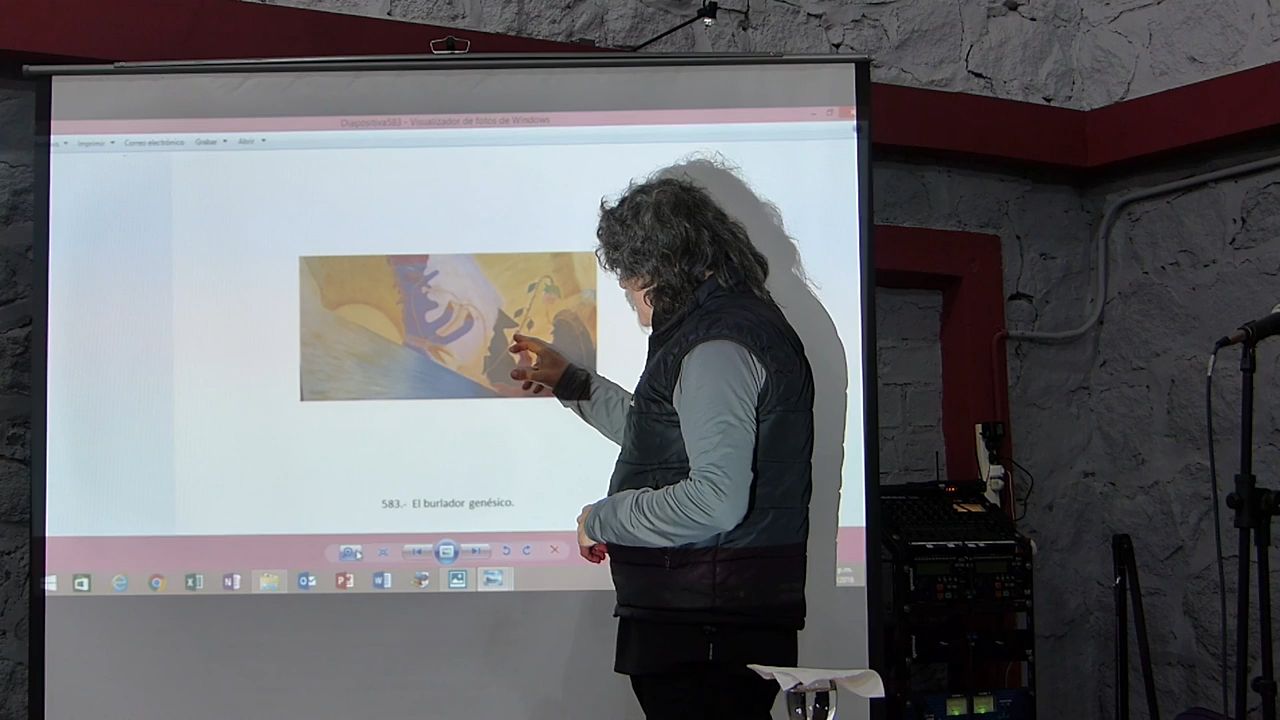 Diapositiva583 - Visualizador de fotos de Windows
Imprimir Correo electrónico Grabar Abrir
583.- El burlador genésico.